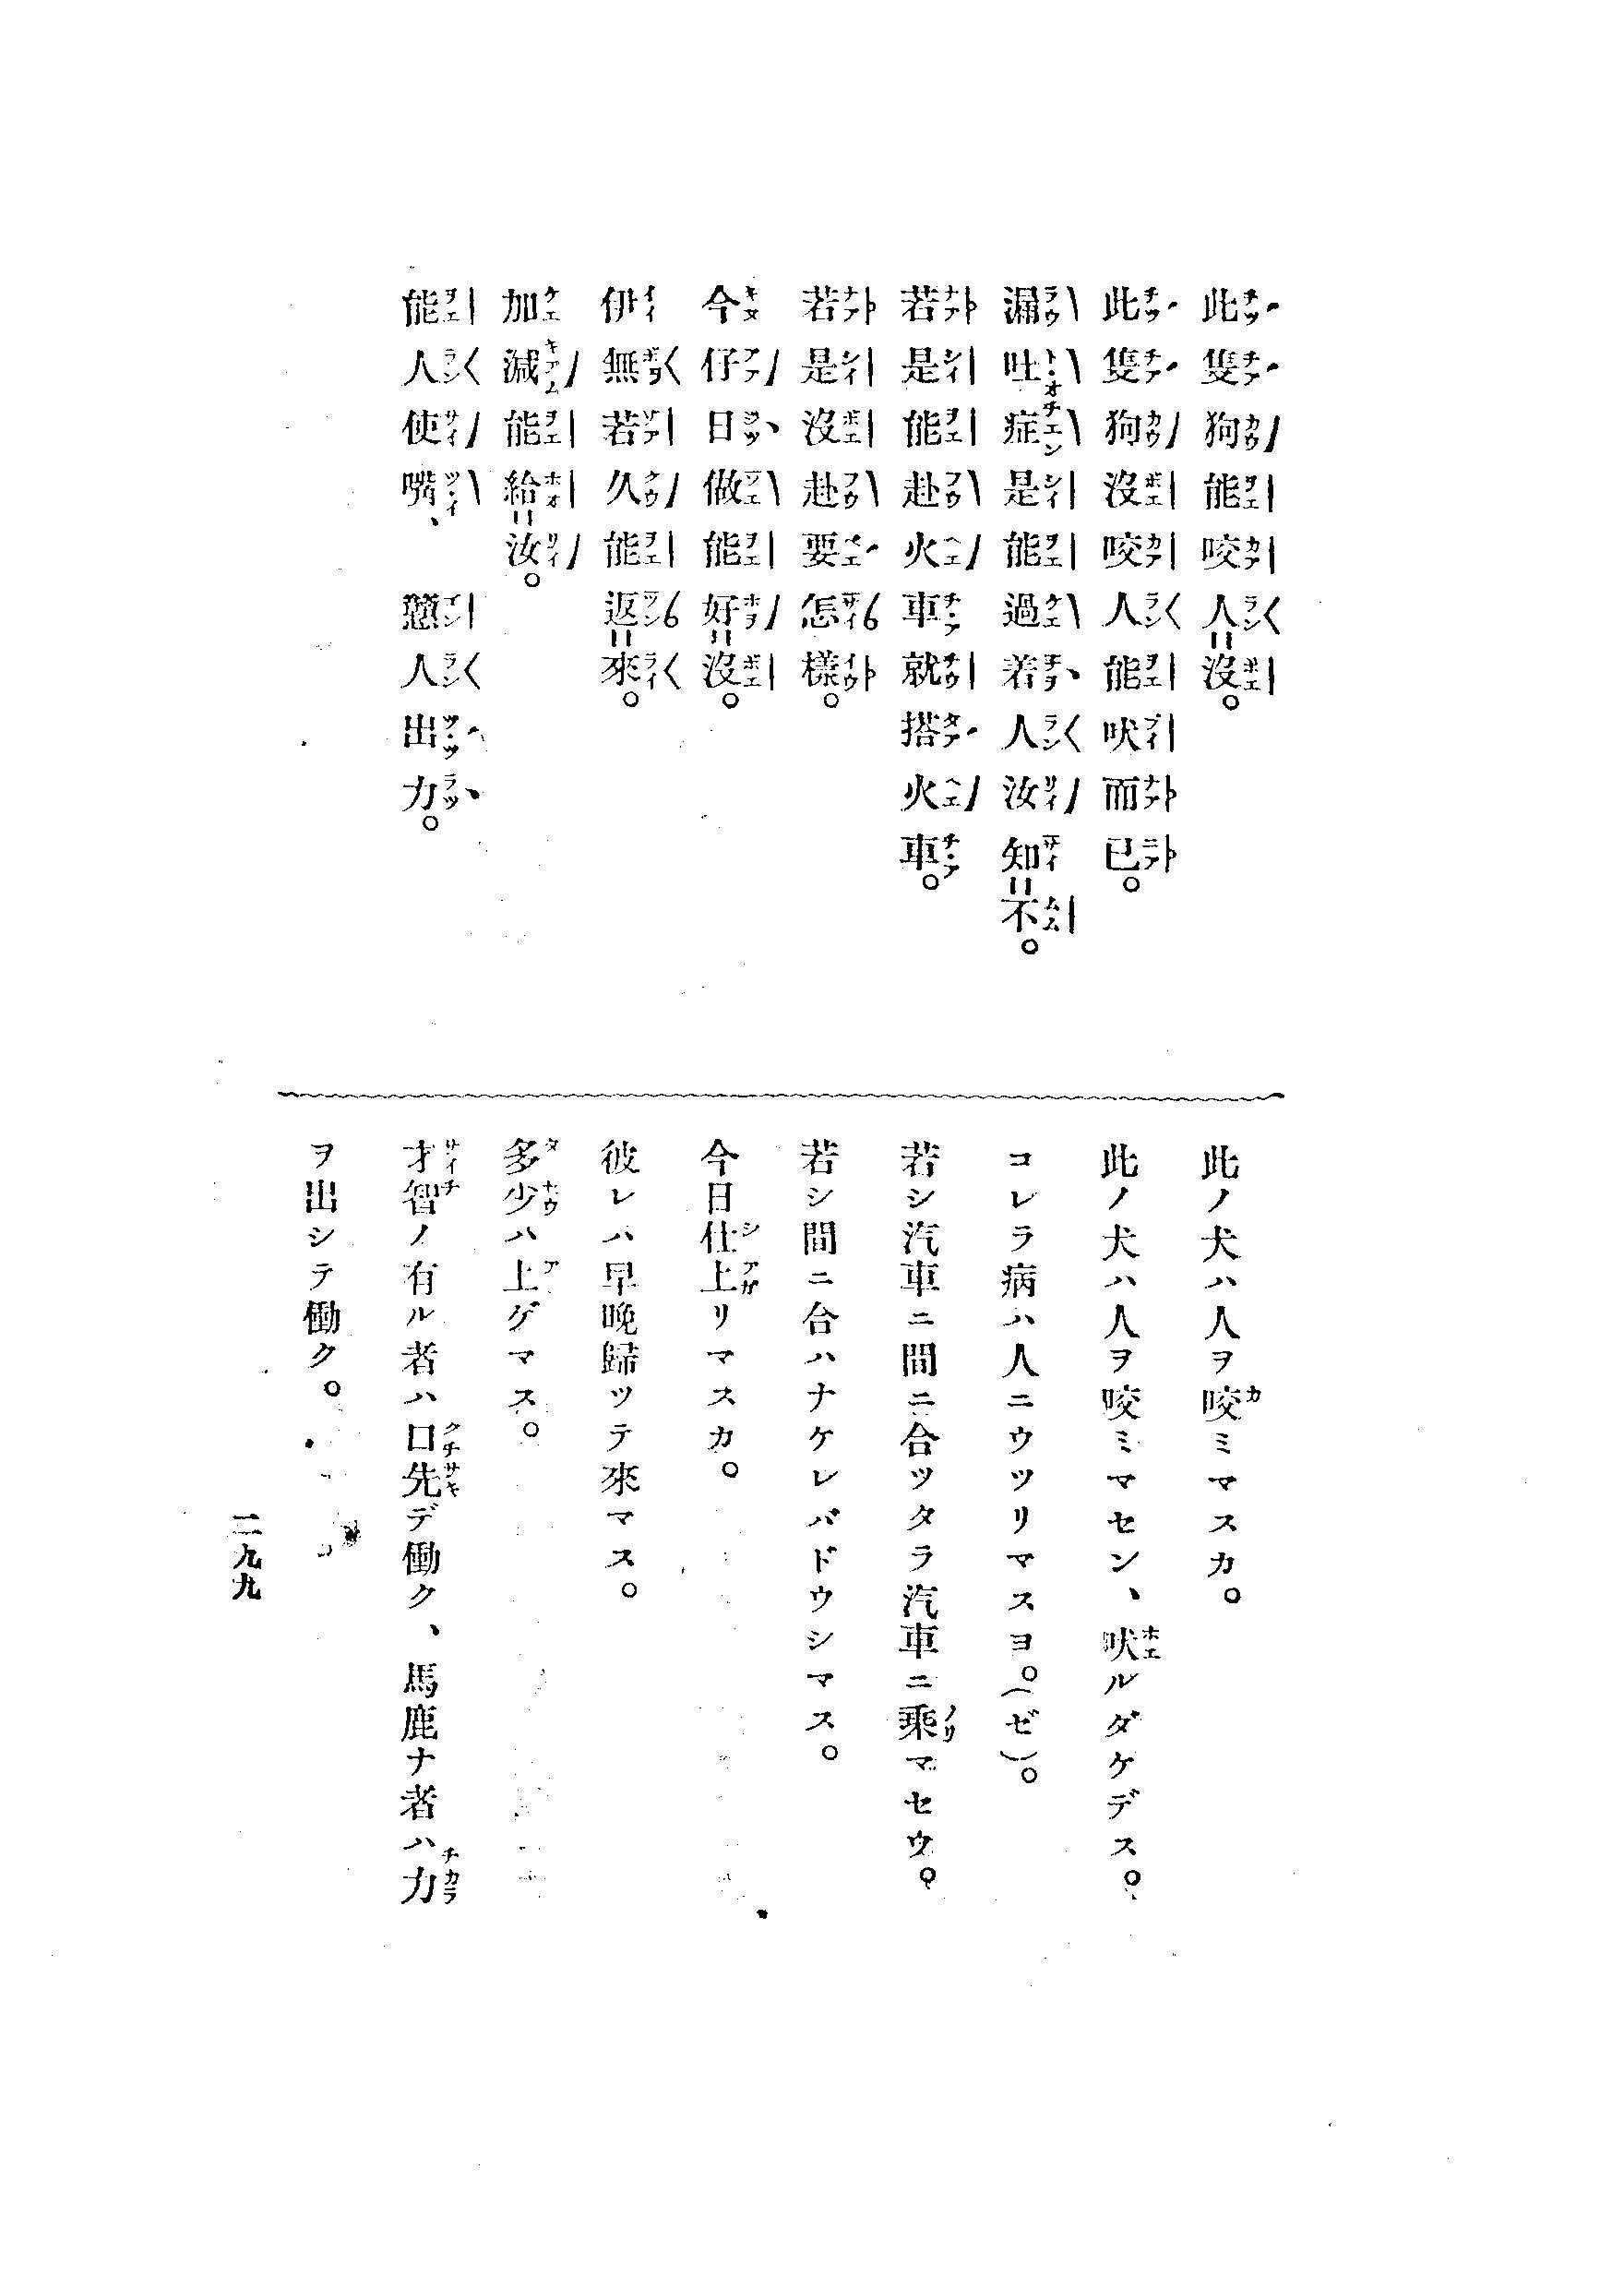 此隻狗能咬人＝沒。
此隻狗沒咬人能吠而已。
漏吐症是能過着人汝知＝不。
若是能赴火車就搭火車。
若是沒赴要怎樣。
今仔日做能好＝沒。
伊無若久能返＝來。
加減能給＝汝。
能人使嘴、戇人出力。
此ノ犬ハ人ヲ咬ミマスカ。
此ノ犬ハ人ヲ咬ミマセン、吠ルダケデス。
コレラ病ハ人ニウツリマスヨ。(ゼ)。
若シ汽車ニ間ニ合ツタラ汽車ニ乘マセウ。
若シ間ニ合ハナケレバドウシマス。
今日仕上リマスカ。
彼レハ早晚歸ツテ來マス。
多少ハ上ゲマス。
才智ノ有ル者ハ口先デ働ク、馬鹿ナ者ハ力
ヲ出シテ働ク。
二九九